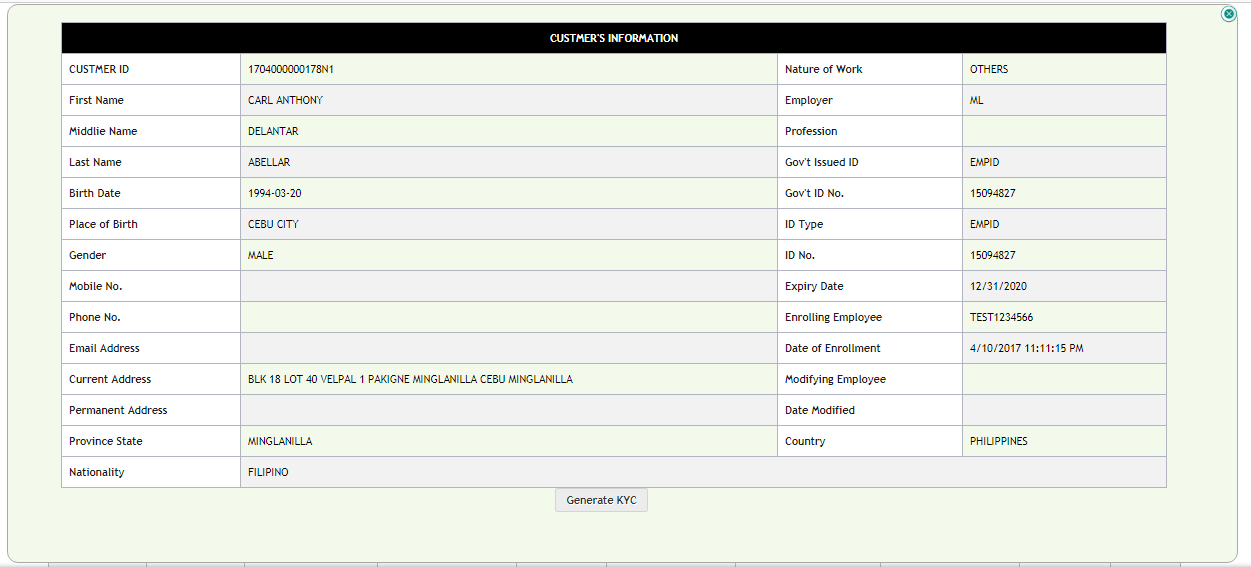 CUSTMER'S INFORMATION
CUSTMER ID 1704000000178N1 Nature of Work OTHERS
First Name CARL ANTHONY Employer ML
Middlie Name DELANTAR Profession
Last Name ABELLAR Gov't Issued ID EMPID
Birth Date 1994-03-20 Gov't ID No. 15094827
Place of Birth CEBU CITY ID Type EMPID
Gender MALE ID No. 15094827
Mobile No. Expiry Date 12/31/2020
Phone No. Enrolling Employee TEST1234566
Email Address Date of Enrollment 4/10/2017 11:11:15 PM
Current Address BLK 18 LOT 40 VELPAL 1 PAKIGNE MINGLANILLA CEBU MINGLANILLA Modifying Employee
Permanent Address Date Modified
Province State MINGLANILLA Country PHILIPPINES
Nationality FILIPINO
Generate KYC